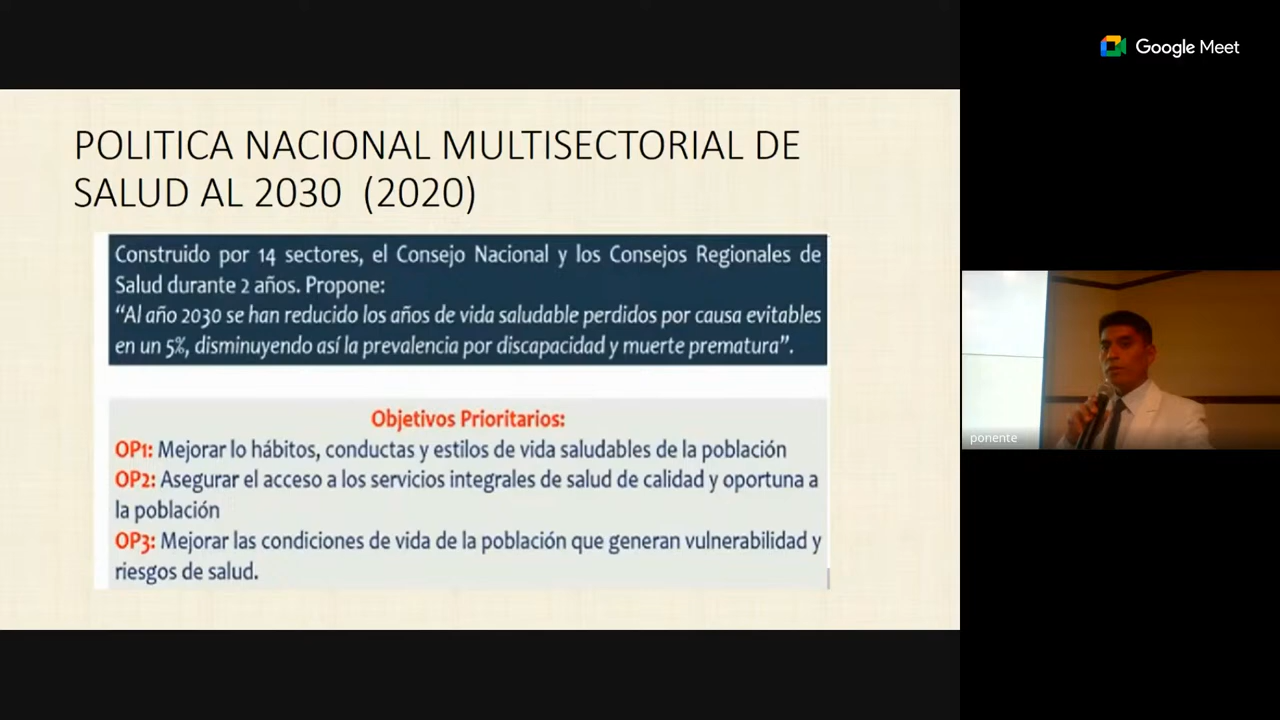 Google Meet
POLITICA NACIONAL MULTISECTORIAL DE
SALUD AL 2030 (2020)
Construido por 14 sectores, el Consejo Nacional y los Consejos Regionales de
Salud durante 2 años. Propone:
“Al año 2030 se han reducido los años de vida saludable perdidos por causa evitables
en un 5%, disminuyendo así la prevalencia por discapacidad y muerte prematura”.
Objetivos Prioritarios:
OP1: Mejorar lo hábitos, conductas y estilos de vida saludables de la población
OP2: Asegurar el acceso a los servicios integrales de salud de calidad y oportuna a
la población
OP3: Mejorar las condiciones de vida de la población que generan vulnerabilidad y
riesgos de salud.
ponente